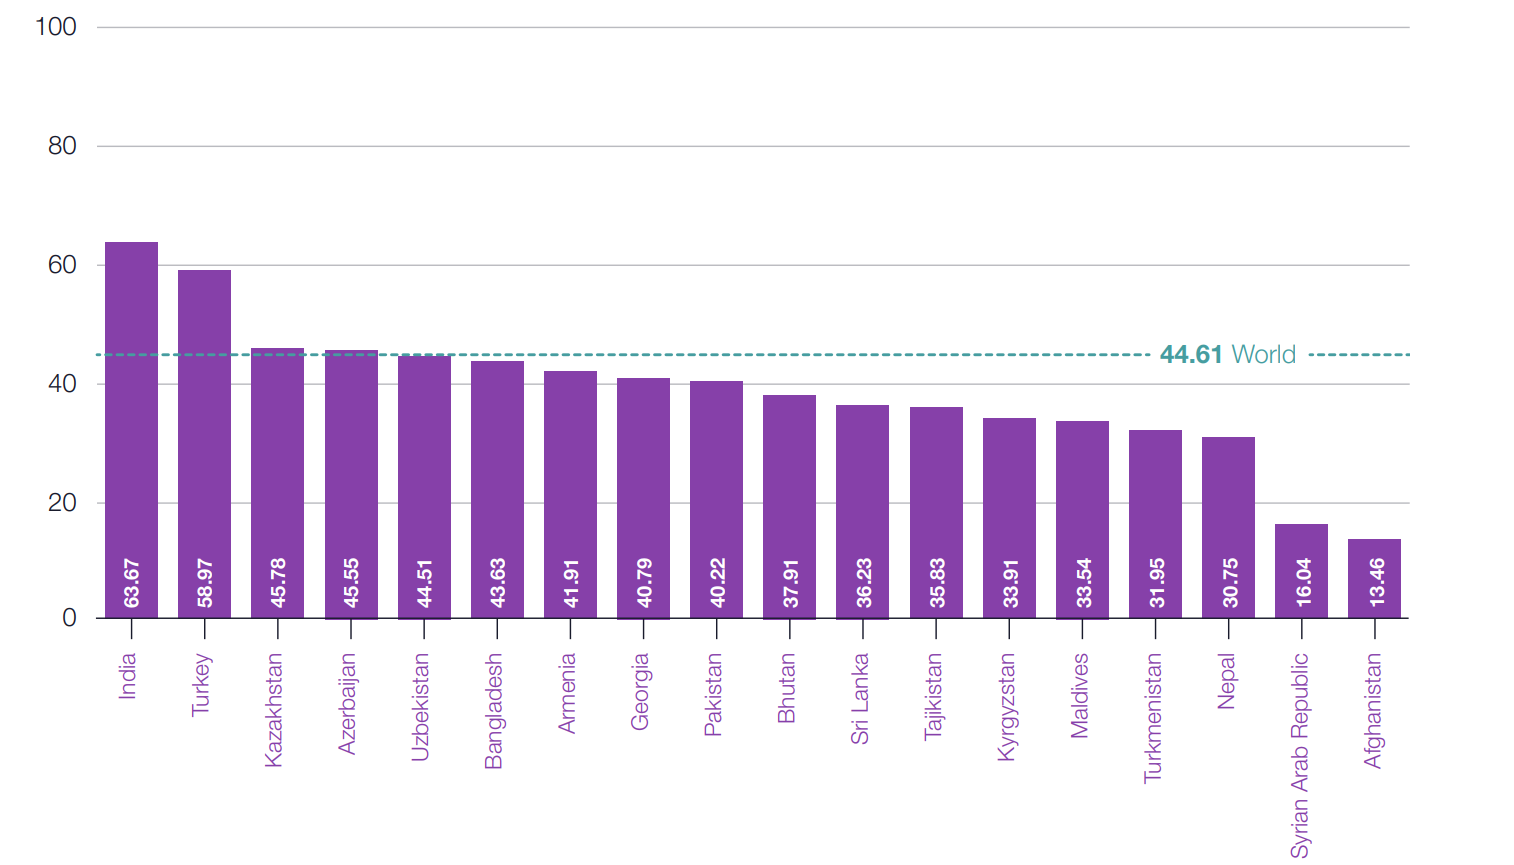 100
80
60
44.61 World
40
20
0
63.67
58.97
45.78
45.55
44.51
43.63
41.91
40.79
40.22
37.91
36.23
35.83
33.91
33.54
31.95
30.75
16.04
13.46
India
Turkey
Kazakhstan
Azerbaijan
Uzbekistan
Bangladesh
Armenia
Georgia
Pakistan
Bhutan
Sri Lanka
Tajikistan
Kyrgyzstan
Maldives
Turkmenistan
Nepal
Syrian Arab Republic
Afghanistan